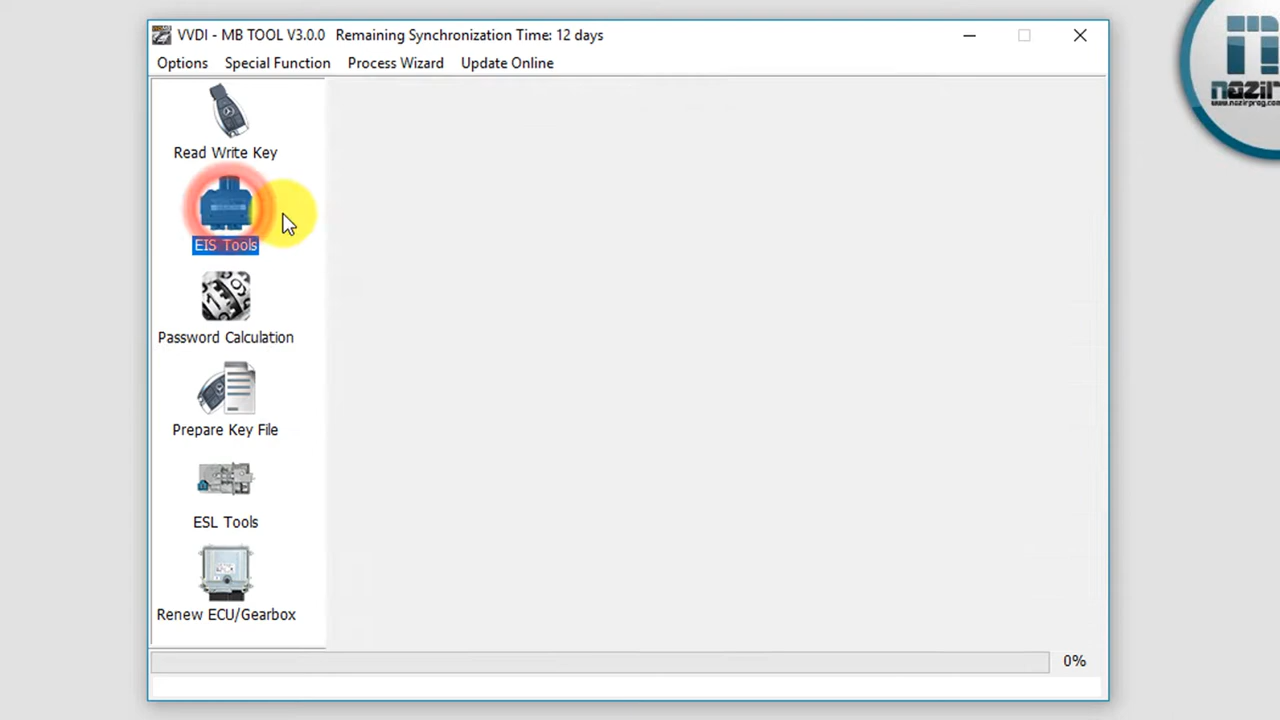 VVDI - MB TOOL V3.0.0 Remaining Synchronization Time: 12 days
Options Special Function Process Wizard Update Online
Read Write Key
EIS Tools
Password Calculation
Prepare Key File
ESL Tools
Renew ECU/Gearbox
0%